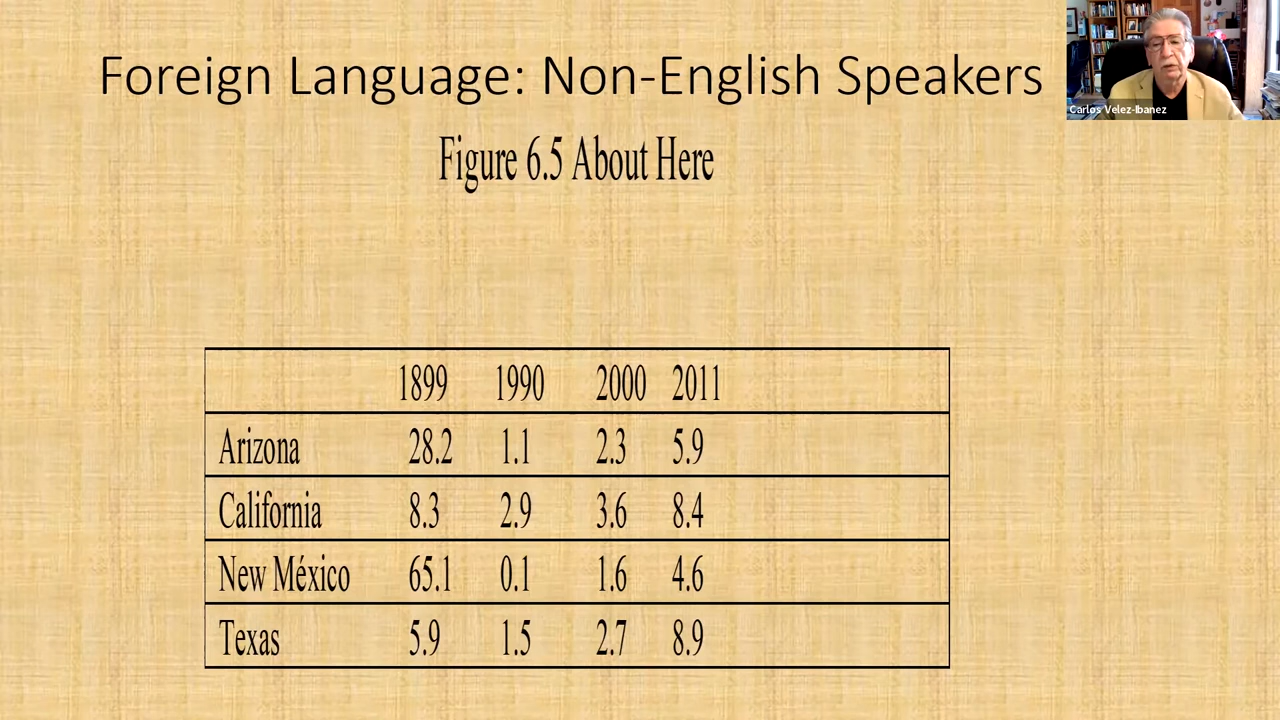 Foreign Language: Non-English Speakers
Carlos Velez-Ibanez
Figure 6.5 About Here
1899 1990 2000 2011
Arizona 28.2 1.1 2.3 5.9
California 8.3 2.9 3.6 8.4
New México 65.1 0.1 1.6 4.6
Texas 5.9 1.5 2.7 8.9